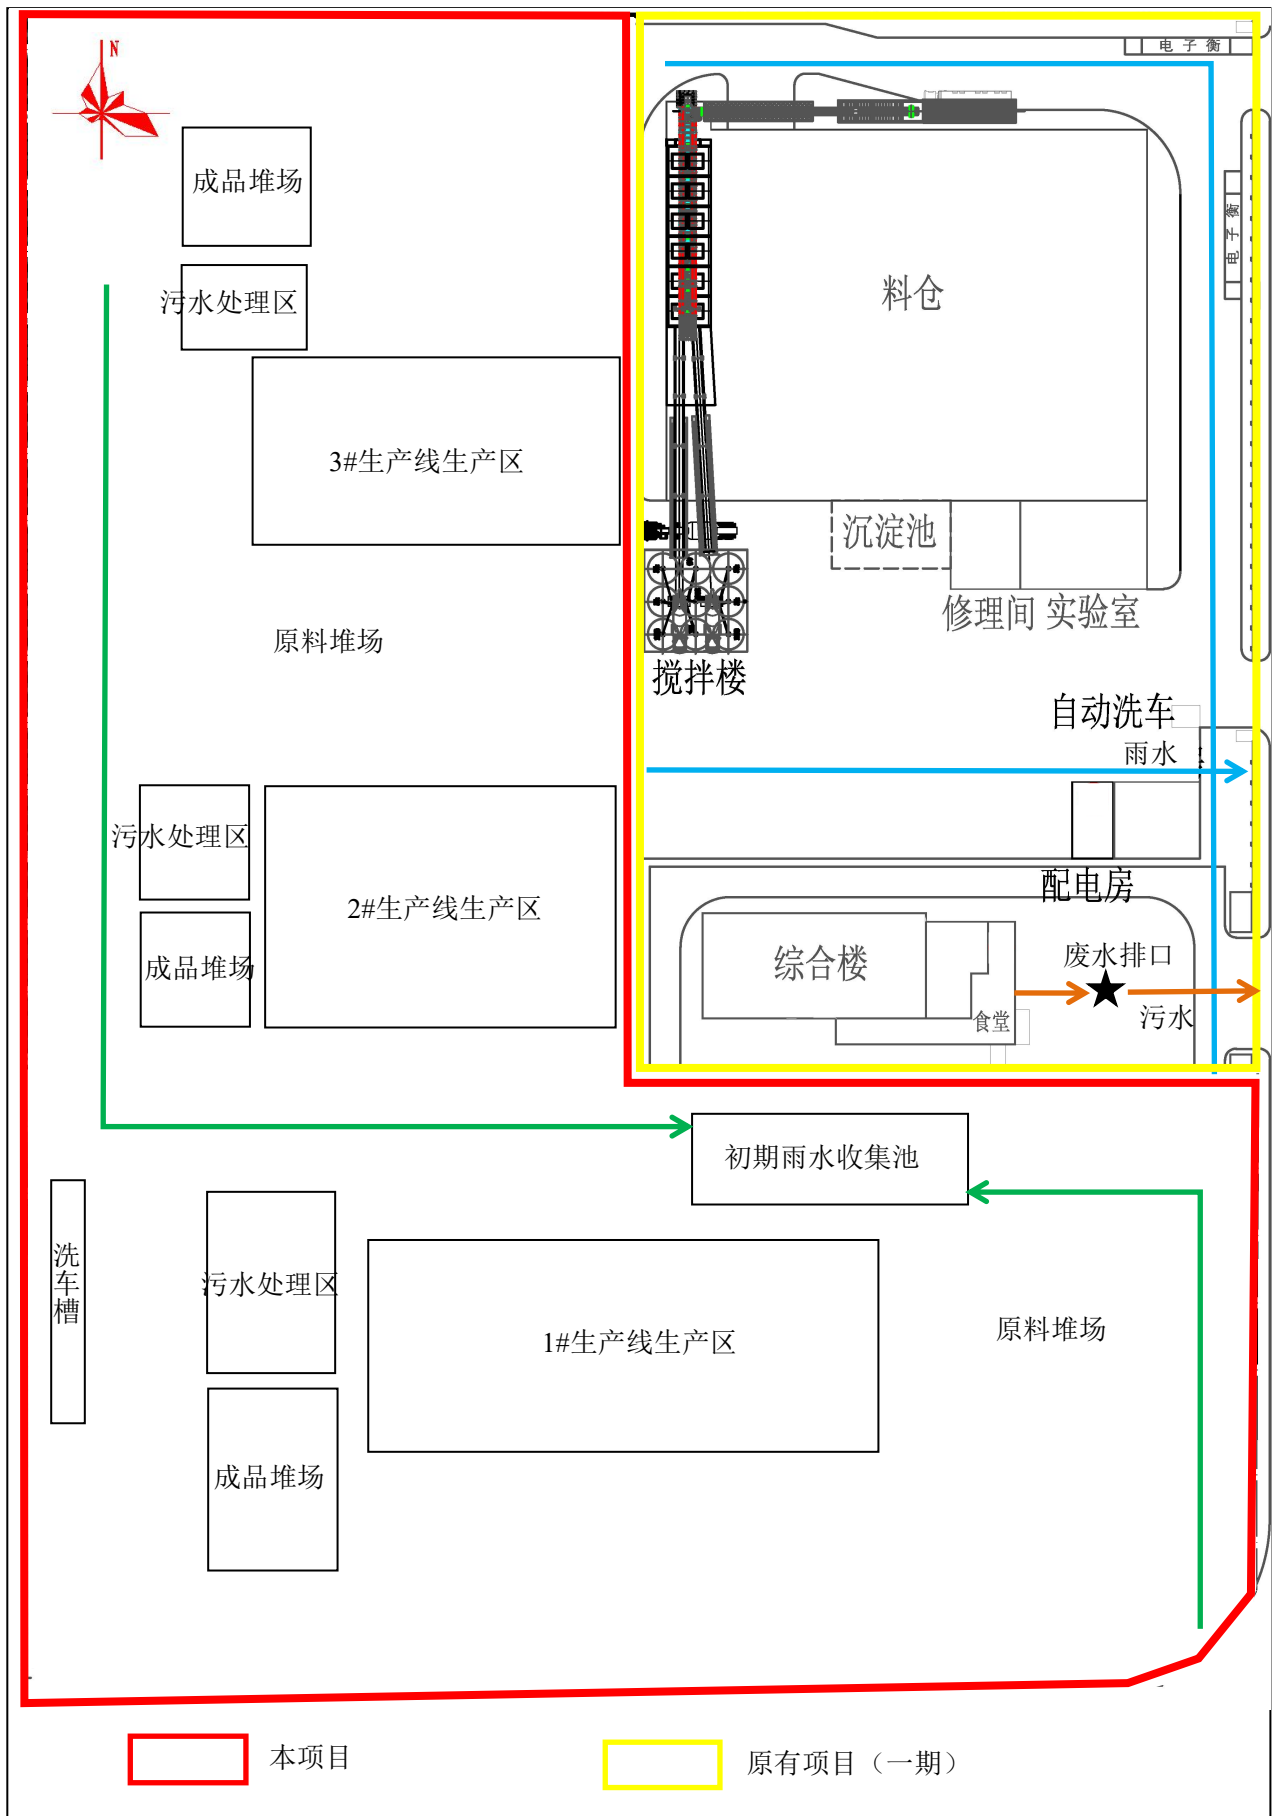 N
电子衡
成品堆场
电子衡
污水处理区
料仓
3#生产线生产区
沉淀池
修理间 实验室
原料堆场
搅拌楼
自动洗车
雨水
污水处理区
配电房
2#生产线生产区
成品堆场
综合楼
废水排口
食堂
污水
初期雨水收集池
洗车槽
污水处理区
1#生产线生产区
原料堆场
成品堆场
本项目
原有项目（一期）